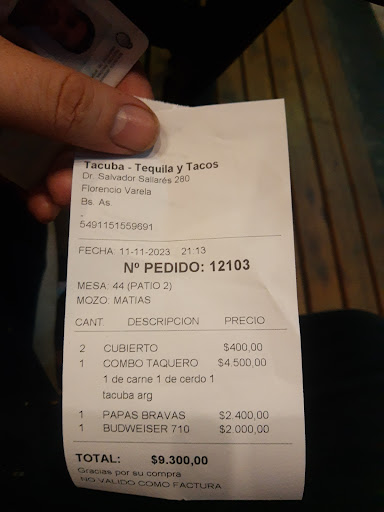 Tacuba - Tequila y Tacos
Dr. Salvador Sallarés 280
Florencio Varela
Bs. As.
-
5491151559691
FECHA: 11-11-2023 21:13
Nº PEDIDO: 12103
MESA: 44 (PATIO 2)
MOZO: MATIAS
CANT DESCRIPCION PRECIO
2 CUBIERTO $400,00
1 COMBO TAQUERO $4.500,00
1 de carne 1 de cerdo 1
tacuba arg
1 PAPAS BRAVAS $2.400,00
1 BUDWEISER 710 $2.000,00
TOTAL: $9.300,00
Gracias por su compra
NO VALIDO COMO FACTURA